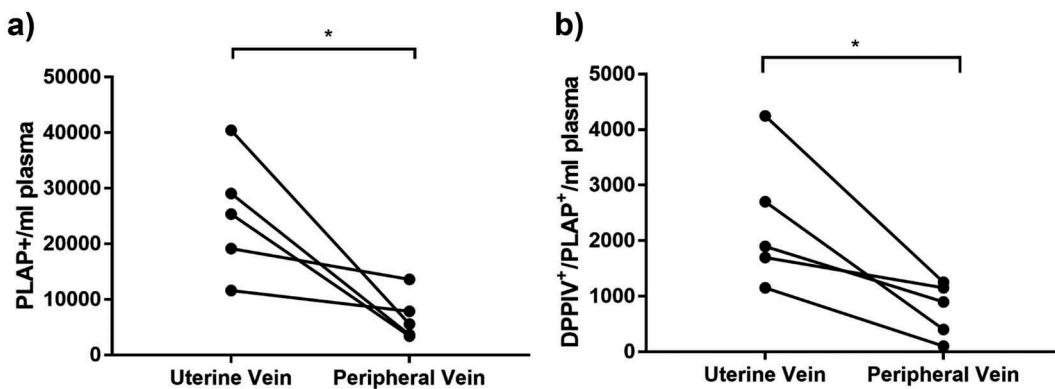 a)
*
PLAP+/ml plasma
50000
40000
30000
20000
10000
0
Uterine Vein
Peripheral Vein
b)
*
DPPIV⁺/PLAP⁺/ml plasma
5000
4000
3000
2000
1000
0
Uterine Vein
Peripheral Vein